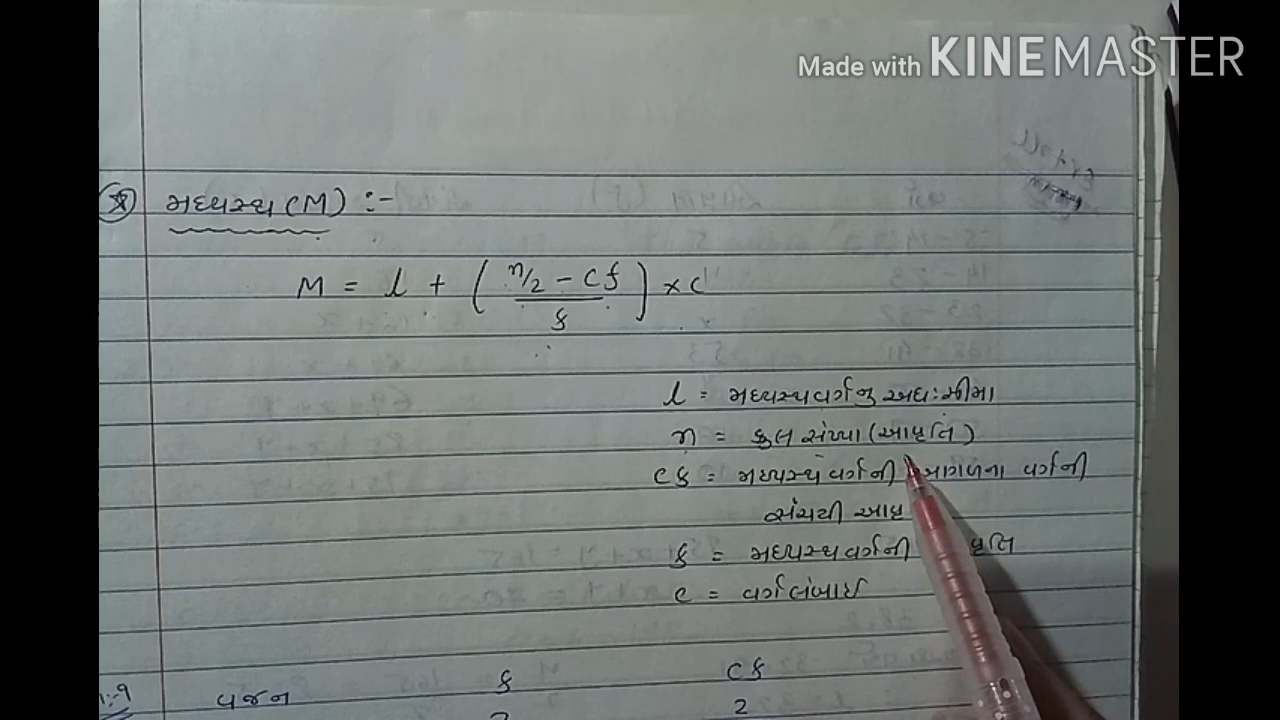 Made with KINEMASTER
મધ્યસ્થ (M) :-
M = l + ( n/2 - cf / f ) × c
l = મધ્યસ્થવર્ગનુ અધઃસીમા
n = કુલ સંખ્યા (આવૃતિ)
cf = મધ્યસ્થ વર્ગની આગળના વર્ગની
સંચયી આવૃ
f = મધ્યસ્થવર્ગની વૃતિ
c = વર્ગલંબાઈ
વજન f cf
2